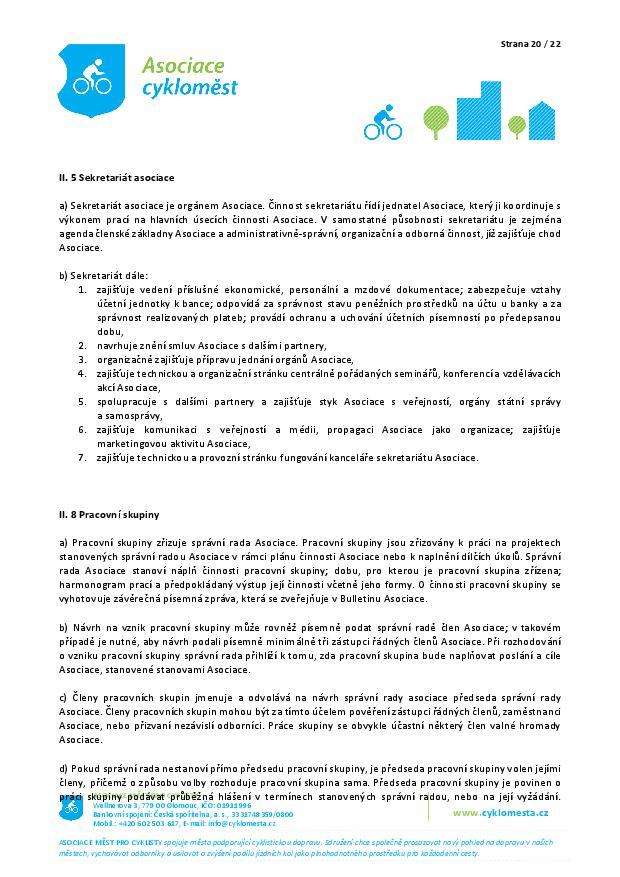 Strana 20 / 22
Asociace
cykloměst
II. 5 Sekretariát asociace
a) Sekretariát asociace je orgánem Asociace. Činnost sekretariátu řídí jednatel Asociace, který ji koordinuje s
výkonem prací na hlavních úsecích činnosti Asociace. V samostatné působnosti sekretariátu je zejména
agenda členské základny Asociace a administrativně-správní, organizační a odborná činnost, jíž zajišťuje chod
Asociace.
b) Sekretariát dále:
1. zajišťuje vedení příslušné ekonomické, personální a mzdové dokumentace; zabezpečuje vztahy
účetní jednotky k bance; odpovídá za správnost stavu peněžních prostředků na účtu u banky a za
správnost realizovaných plateb; provádí ochranu a uchování účetních písemností po předepsanou
dobu,
2. navrhuje znění smluv Asociace s dalšími partnery,
3. organizačně zajišťuje přípravu jednání orgánů Asociace,
4. zajišťuje technickou a organizační stránku centrálně pořádaných seminářů, konferencí a vzdělávacích
akcí Asociace,
5. spolupracuje s dalšími partnery a zajišťuje styk Asociace s veřejností, orgány státní správy
a samosprávy,
6. zajišťuje komunikaci s veřejností a médii, propagaci Asociace jako organizace; zajišťuje
marketingovou aktivitu Asociace,
7. zajišťuje technickou a provozní stránku fungování kanceláře sekretariátu Asociace.
II. 8 Pracovní skupiny
a) Pracovní skupiny zřizuje správní rada Asociace. Pracovní skupiny jsou zřizovány k práci na projektech
stanovených správní radou Asociace v rámci plánu činnosti Asociace nebo k naplnění dílčích úkolů. Správní
rada Asociace stanoví náplň činnosti pracovní skupiny; dobu, pro kterou je pracovní skupina zřízena;
harmonogram prací a předpokládaný výstup její činnosti včetně jeho formy. O činnosti pracovní skupiny se
vyhotovuje závěrečná písemná zpráva, která se zveřejňuje v Bulletinu Asociace.
b) Návrh na vznik pracovní skupiny může rovněž písemně podat správní radě člen Asociace; v takovém
případě je nutné, aby návrh podali písemně minimálně tři zástupci řádných členů Asociace. Při rozhodování
o vzniku pracovní skupiny správní rada přihlíží k tomu, zda pracovní skupina bude naplňovat poslání a cíle
Asociace, stanovené stanovami Asociace.
c) Členy pracovních skupin jmenuje a odvolává na návrh správní rady asociace předseda správní rady
Asociace. Členy pracovních skupin mohou být za tímto účelem pověření zástupci řádných členů, zaměstnanci
Asociace, nebo přizvaní nezávislí odborníci. Práce skupiny se obvykle účastní některý člen valné hromady
Asociace.
d) Pokud správní rada nestanoví přímo předsedu pracovní skupiny, je předseda pracovní skupiny volen jejími
členy, přičemž o způsobu volby rozhoduje pracovní skupina sama. Předseda pracovní skupiny je povinen o
práci skupiny podávat průběžná hlášení v termínech stanovených správní radou, nebo na její vyžádání.
Wellnerova 3, 779 00 Olomouc, IČO: 01911996
Bankovní spojení: Česká spořitelna, a. s., 3331748359/0800
Mobil.: +420 602 503 617, E-mail: info@cyklomesta.cz
www.cyklomesta.cz
ASOCIACE MĚST PRO CYKLISTY spojuje města podporující cyklistickou dopravu. Sdružení chce společně prosazovat nový pohled na dopravu v našich
městech, vychovávat odborníky a usilovat o zvýšení podílu jízdních kol jako plnohodnotného prostředku pro každodenní cesty.